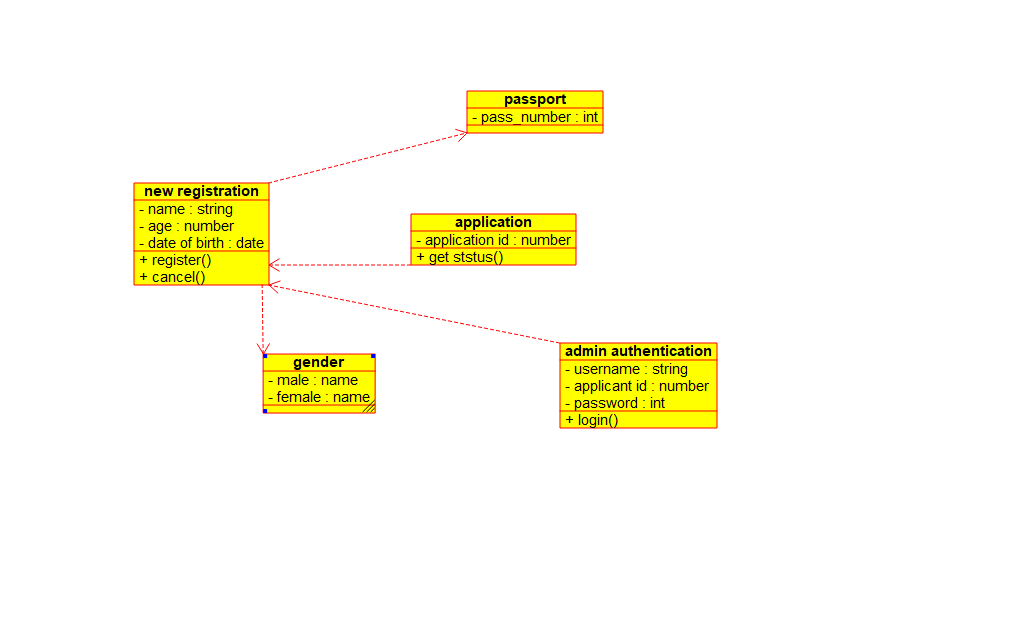 passport
- pass_number : int
new registration
- name : string
- age : number
- date of birth : date
+ register()
+ cancel()
application
- application id : number
+ get ststus()
gender
- male : name
- female : name
admin authentication
- username : string
- applicant id : number
- password : int
+ login()